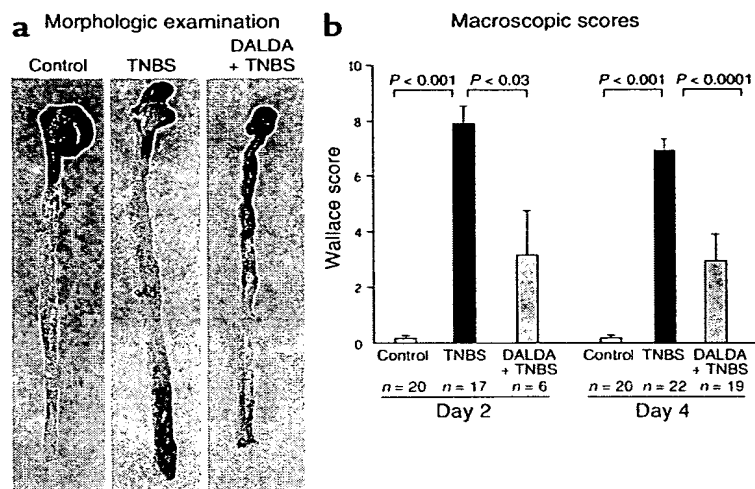 a
Morphologic examination
Control
TNBS
DALDA
+ TNBS
b
Macroscopic scores
P < 0.001
P < 0.03
P < 0.001
P < 0.0001
Wallace score
10
8
6
4
2
0
Control
TNBS
DALDA
+ TNBS
n = 20
n = 17
n = 6
Day 2
Control
TNBS
DALDA
+ TNBS
n = 20
n = 22
n = 19
Day 4